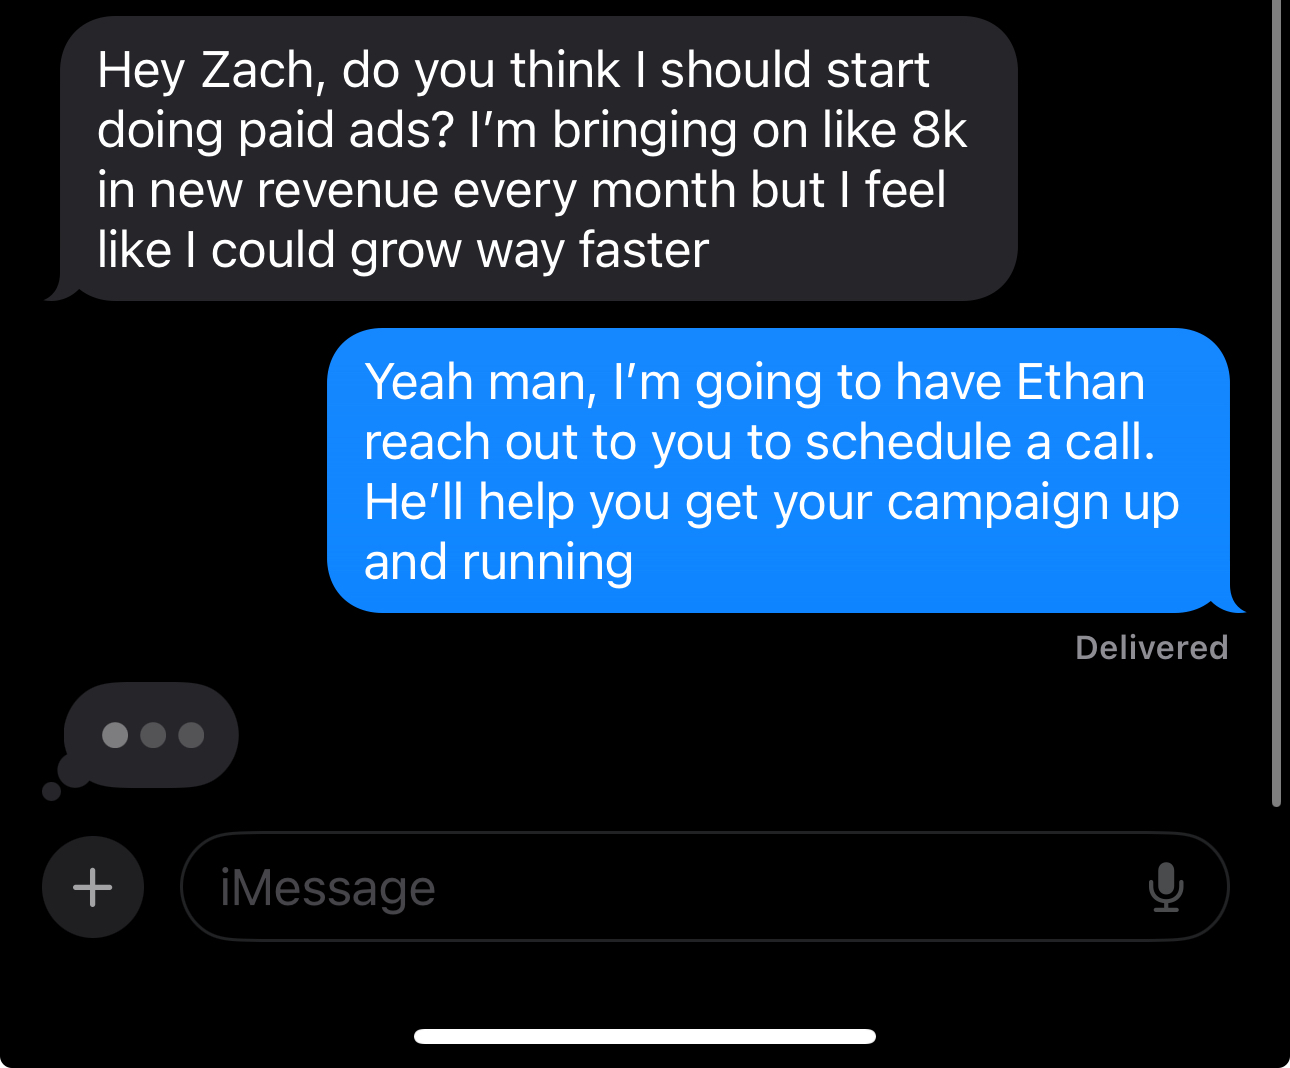 Hey Zach, do you think I should start
doing paid ads? I’m bringing on like 8k
in new revenue every month but I feel
like I could grow way faster
Yeah man, I’m going to have Ethan
reach out to you to schedule a call.
He’ll help you get your campaign up
and running
Delivered
iMessage